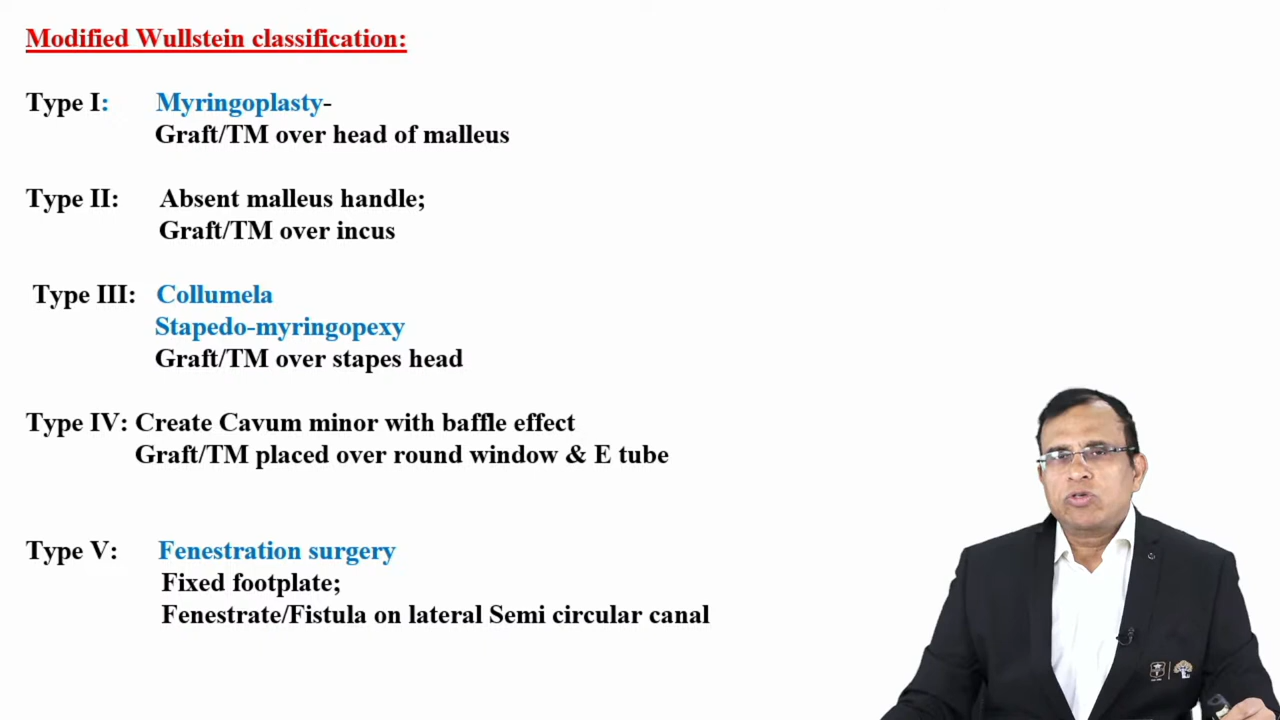 Modified Wullstein classification:
Type I: Myringoplasty-
Graft/TM over head of malleus
Type II: Absent malleus handle;
Graft/TM over incus
Type III: Collumela
Stapedo-myringopexy
Graft/TM over stapes head
Type IV: Create Cavum minor with baffle effect
Graft/TM placed over round window & E tube
Type V: Fenestration surgery
Fixed footplate;
Fenestrate/Fistula on lateral Semi circular canal